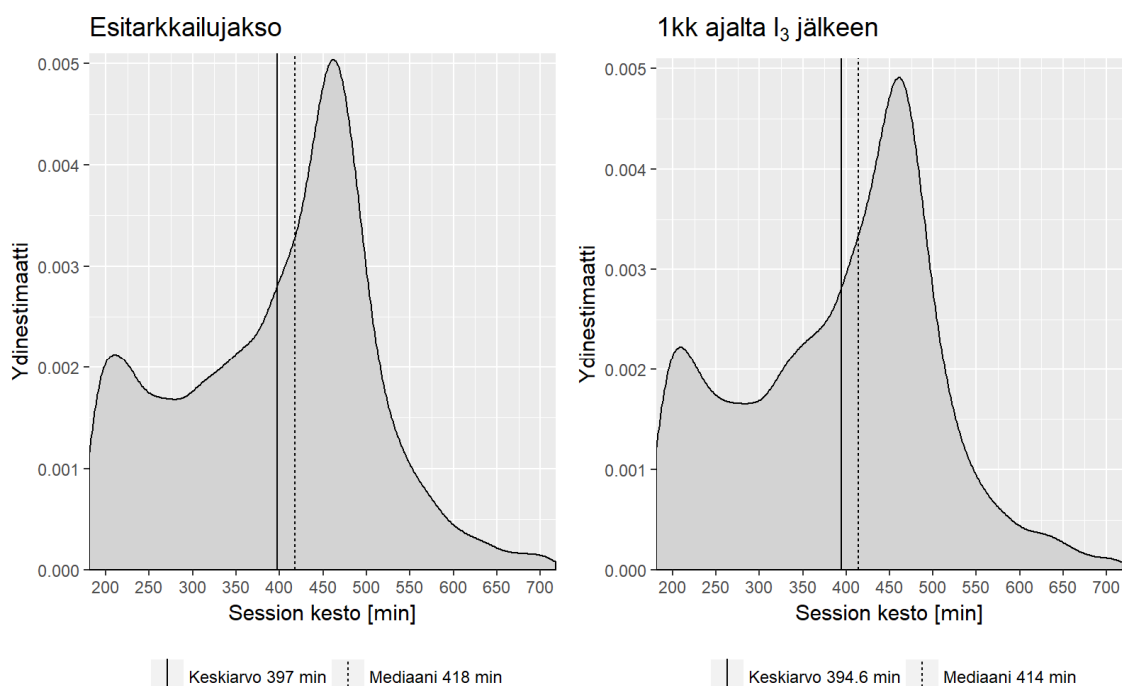 Esitarkkailujakso
Ydinestimaatti
0.005
0.004
0.003
0.002
0.001
0.000
200 250 300 350 400 450 500 550 600 650 700
Session kesto [min]
Keskiarvo 397 min Mediaani 418 min
1kk ajalta I₃ jälkeen
Ydinestimaatti
0.005
0.004
0.003
0.002
0.001
0.000
200 250 300 350 400 450 500 550 600 650 700
Session kesto [min]
Keskiarvo 394.6 min Mediaani 414 min